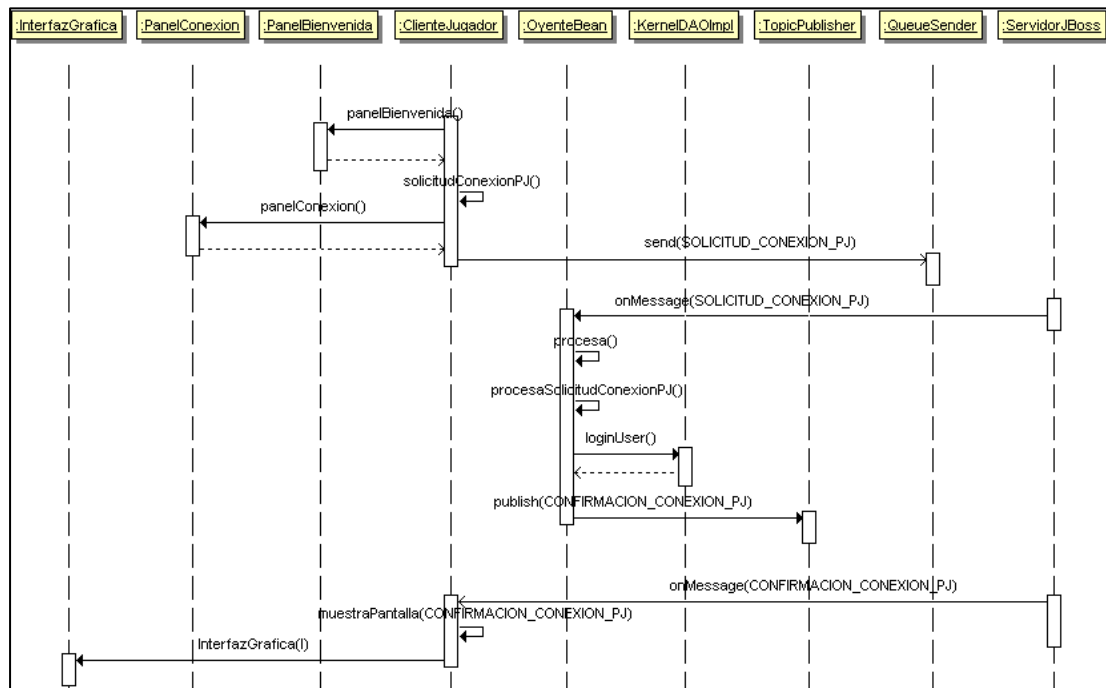 :InterfazGrafica :PanelConexion :PanelBienvenida :ClienteJugador :OyenteBean :KernelDAOImpl :TopicPublisher :QueueSender :ServidorJBoss
panelBienvenida()
solicitudConexionPJ()
panelConexion()
send(SOLICITUD_CONEXION_PJ)
onMessage(SOLICITUD_CONEXION_PJ)
procesa()
procesaSolicitudConexionPJ()
loginUser()
publish(CONFIRMACION_CONEXION_PJ)
onMessage(CONFIRMACION_CONEXION_PJ)
muestraPantalla(CONFIRMACION_CONEXION_PJ)
InterfazGrafica(I)